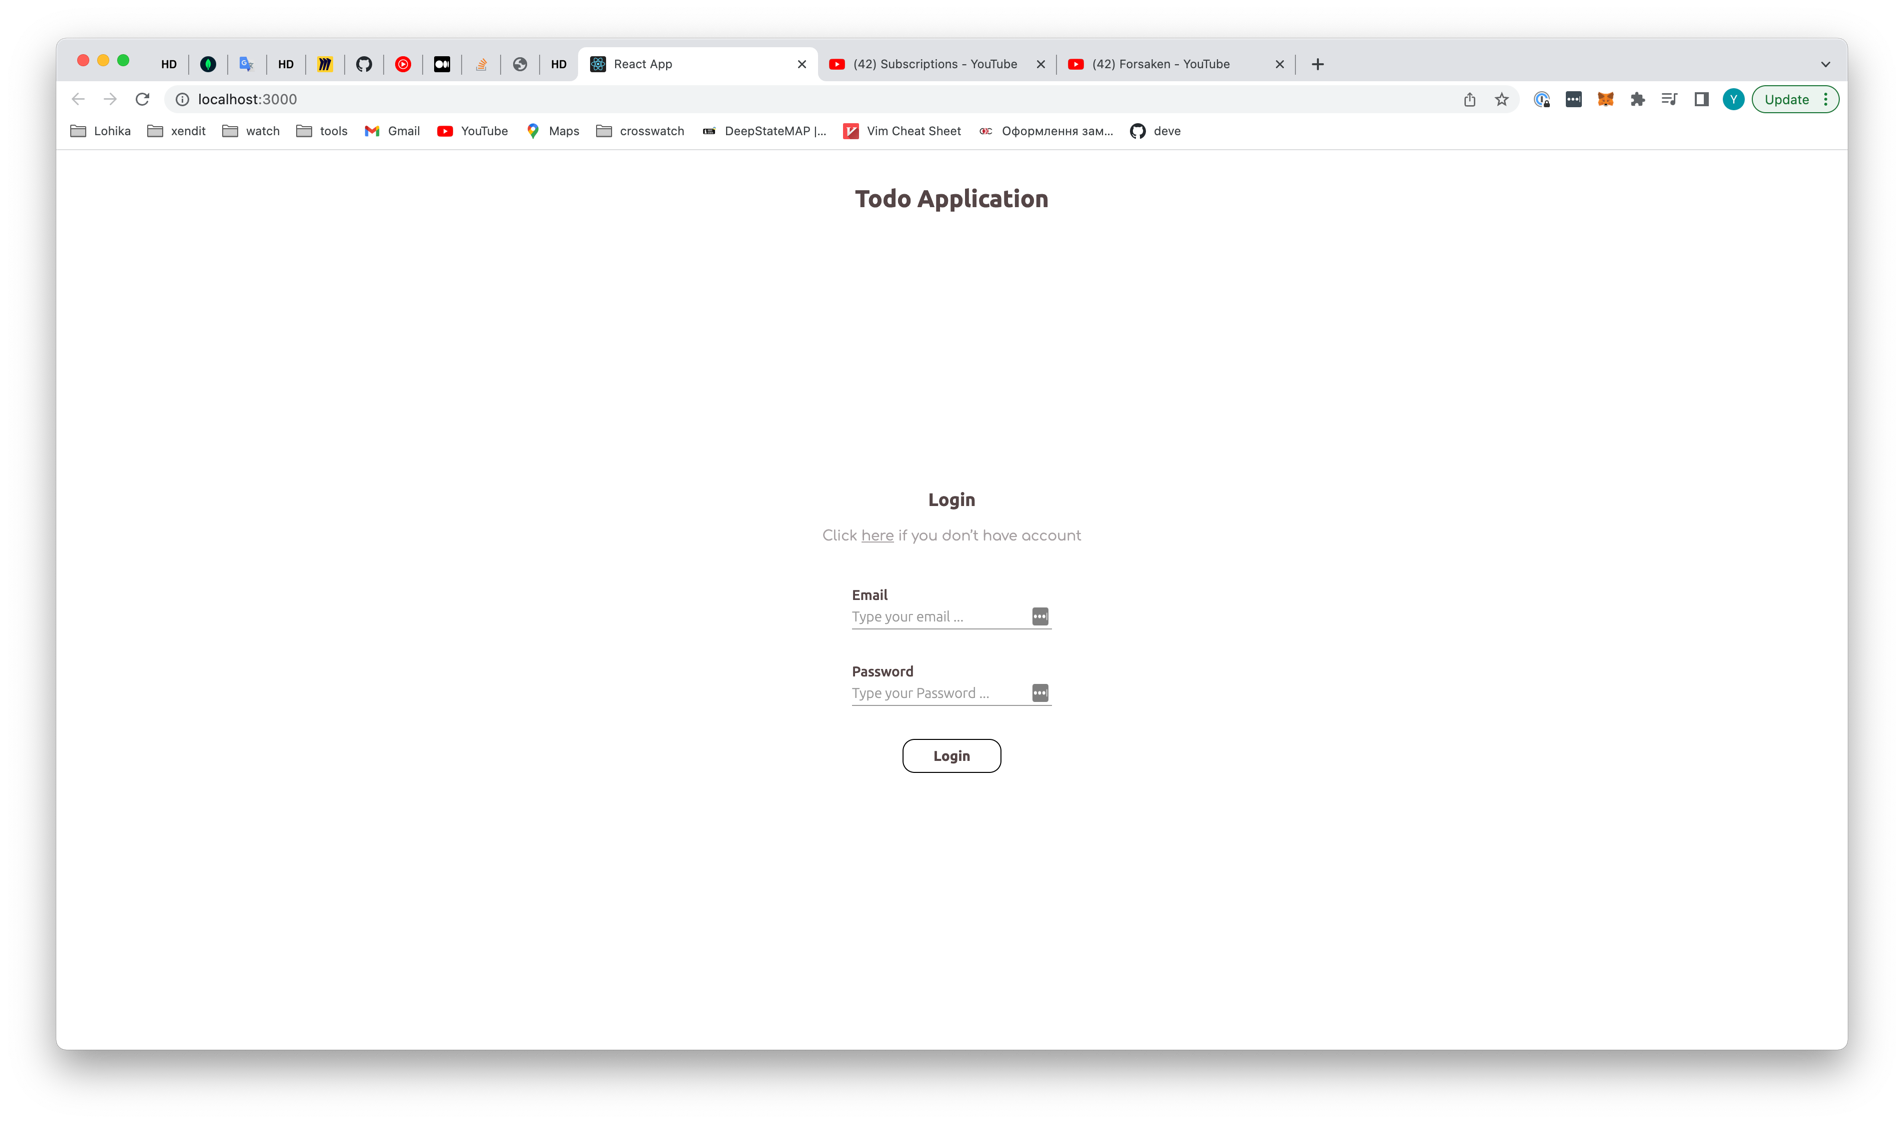 HD HD HD React App (42) Subscriptions - YouTube (42) Forsaken - YouTube
localhost:3000 Y Update
Lohika xendit watch tools Gmail YouTube Maps crosswatch DeepStateMAP |... Vim Cheat Sheet Оформлення зам... deve
Todo Application
Login
Click here if you don't have account
Email
Type your email ...
Password
Type your Password ...
Login